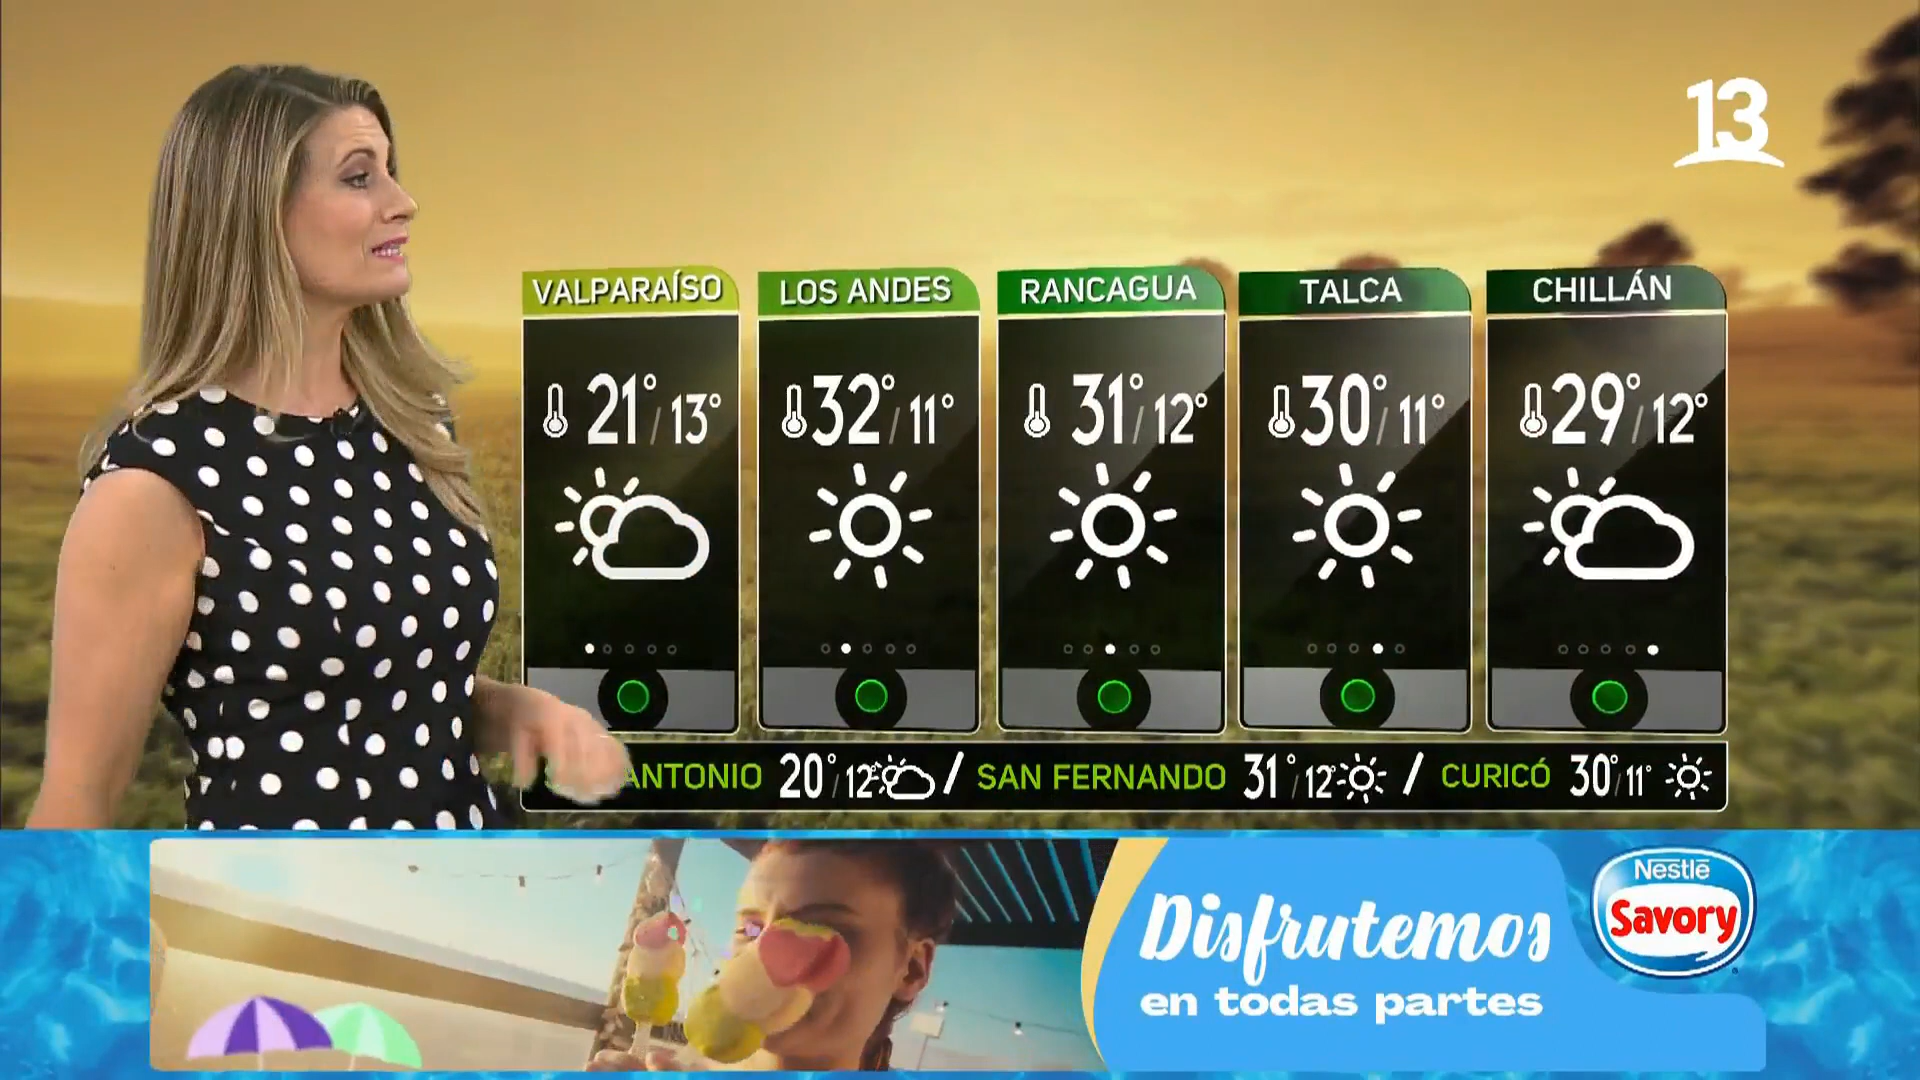 13
VALPARAÍSO
21° / 13°
LOS ANDES
32° / 11°
RANCAGUA
31° / 12°
TALCA
30° / 11°
CHILLÁN
29° / 12°
ANTONIO 20° / 12° / SAN FERNANDO 31° / 12° / CURICÓ 30° / 11°
Disfrutemos
en todas partes
Nestlé
Savory